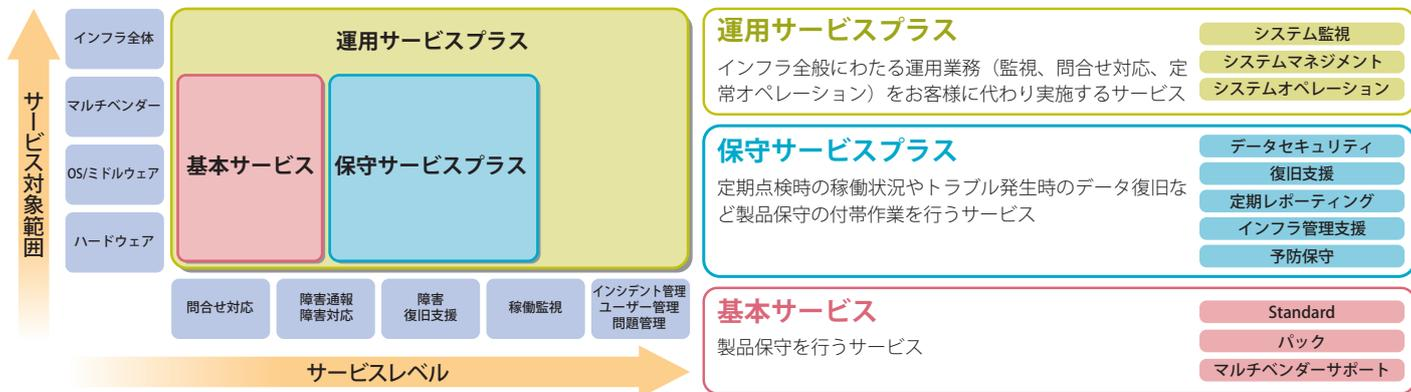 サービス対象範囲
インフラ全体
マルチベンダー
OS/ミドルウェア
ハードウェア
運用サービスプラス
基本サービス
保守サービスプラス
問合せ対応
障害通報
障害対応
障害
復旧支援
稼働監視
インシデント管理
ユーザー管理
問題管理
サービスレベル
運用サービスプラス
インフラ全般にわたる運用業務（監視、問合せ対応、定
常オペレーション）をお客様に代わり実施するサービス
システム監視
システムマネジメント
システムオペレーション
保守サービスプラス
定期点検時の稼働状況やトラブル発生時のデータ復旧な
ど製品保守の付帯作業を行うサービス
データセキュリティ
復旧支援
定期レポーティング
インフラ管理支援
予防保守
基本サービス
製品保守を行うサービス
Standard
パック
マルチベンダーサポート